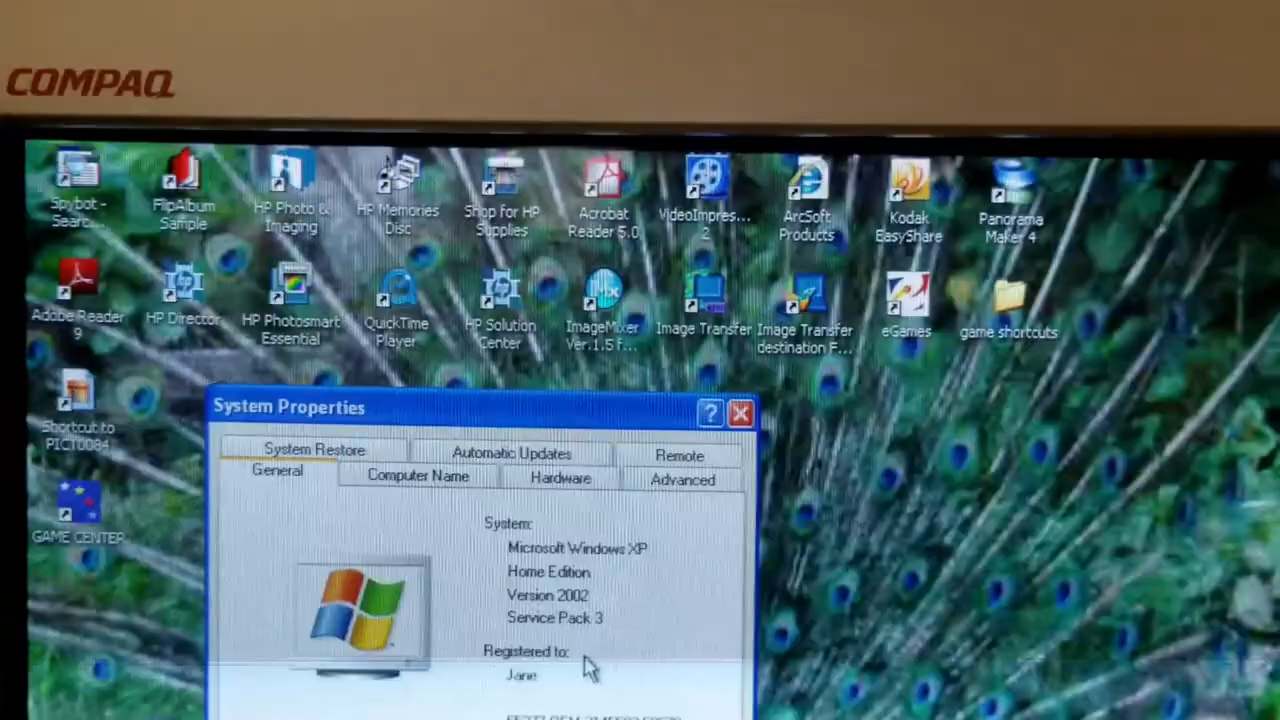 COMPAQ
Spybot -
Searc...
FlipAlbum
Sample
HP Photo &
Imaging
HP Memories
Disc
Shop for HP
Supplies
Acrobat
Reader 5.0
VideoImpres...
2
ArcSoft
Products
Kodak
EasyShare
Panorama
Maker 4
Adobe Reader
9
HP Director
HP Photosmart
Essential
QuickTime
Player
HP Solution
Center
ImageMixer
Ver.1.5 f...
Image Transfer
Image Transfer
destination F...
eGames
game shortcuts
Shortcut to
PICT0084
GAME CENTER
System Properties
System Restore
Automatic Updates
Remote
General
Computer Name
Hardware
Advanced
System:
Microsoft Windows XP
Home Edition
Version 2002
Service Pack 3
Registered to:
Jane